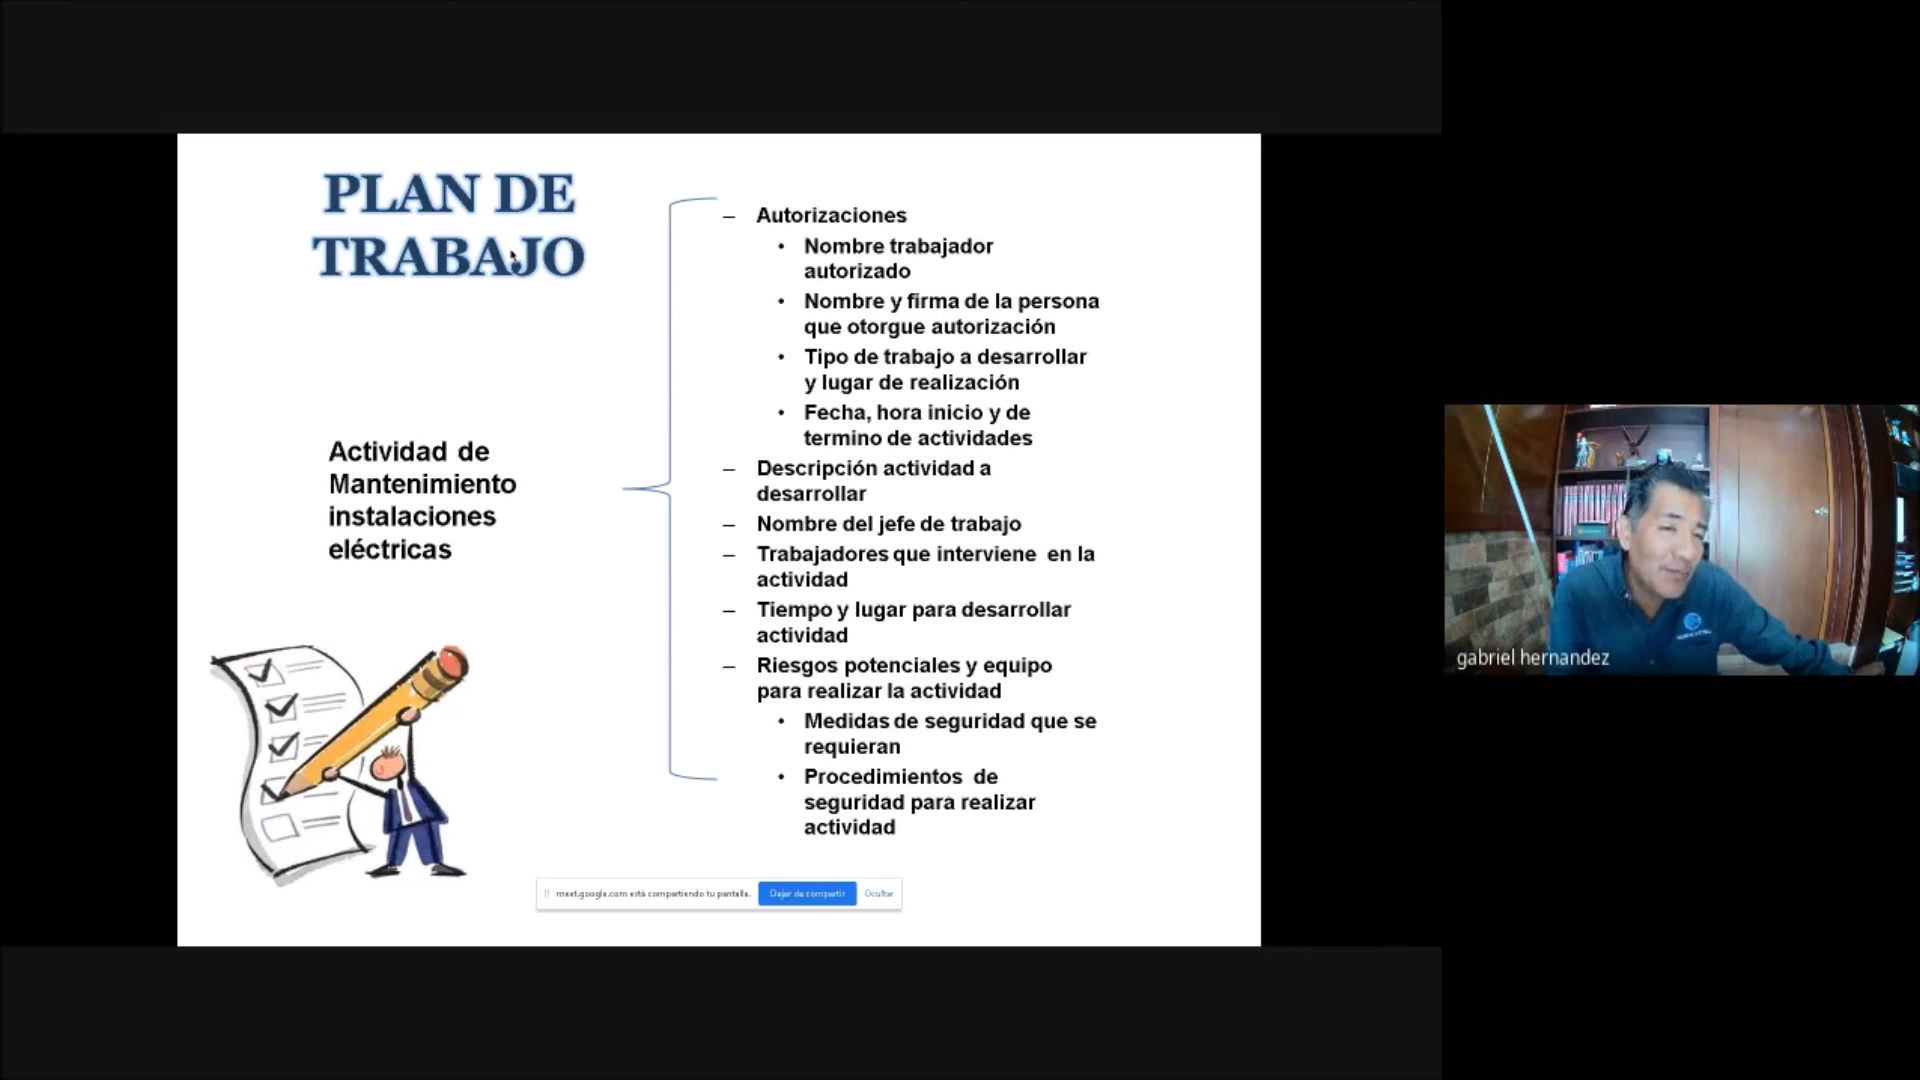 PLAN DE
TRABAJO
Actividad de
Mantenimiento
instalaciones
eléctricas
– Autorizaciones
• Nombre trabajador
autorizado
• Nombre y firma de la persona
que otorgue autorización
• Tipo de trabajo a desarrollar
y lugar de realización
• Fecha, hora inicio y de
termino de actividades
– Descripción actividad a
desarrollar
– Nombre del jefe de trabajo
– Trabajadores que interviene en la
actividad
– Tiempo y lugar para desarrollar
actividad
– Riesgos potenciales y equipo
para realizar la actividad
• Medidas de seguridad que se
requieran
• Procedimientos de
seguridad para realizar
actividad
meet.google.com está compartiendo tu pantalla. Dejar de compartir Ocultar
gabriel hernandez